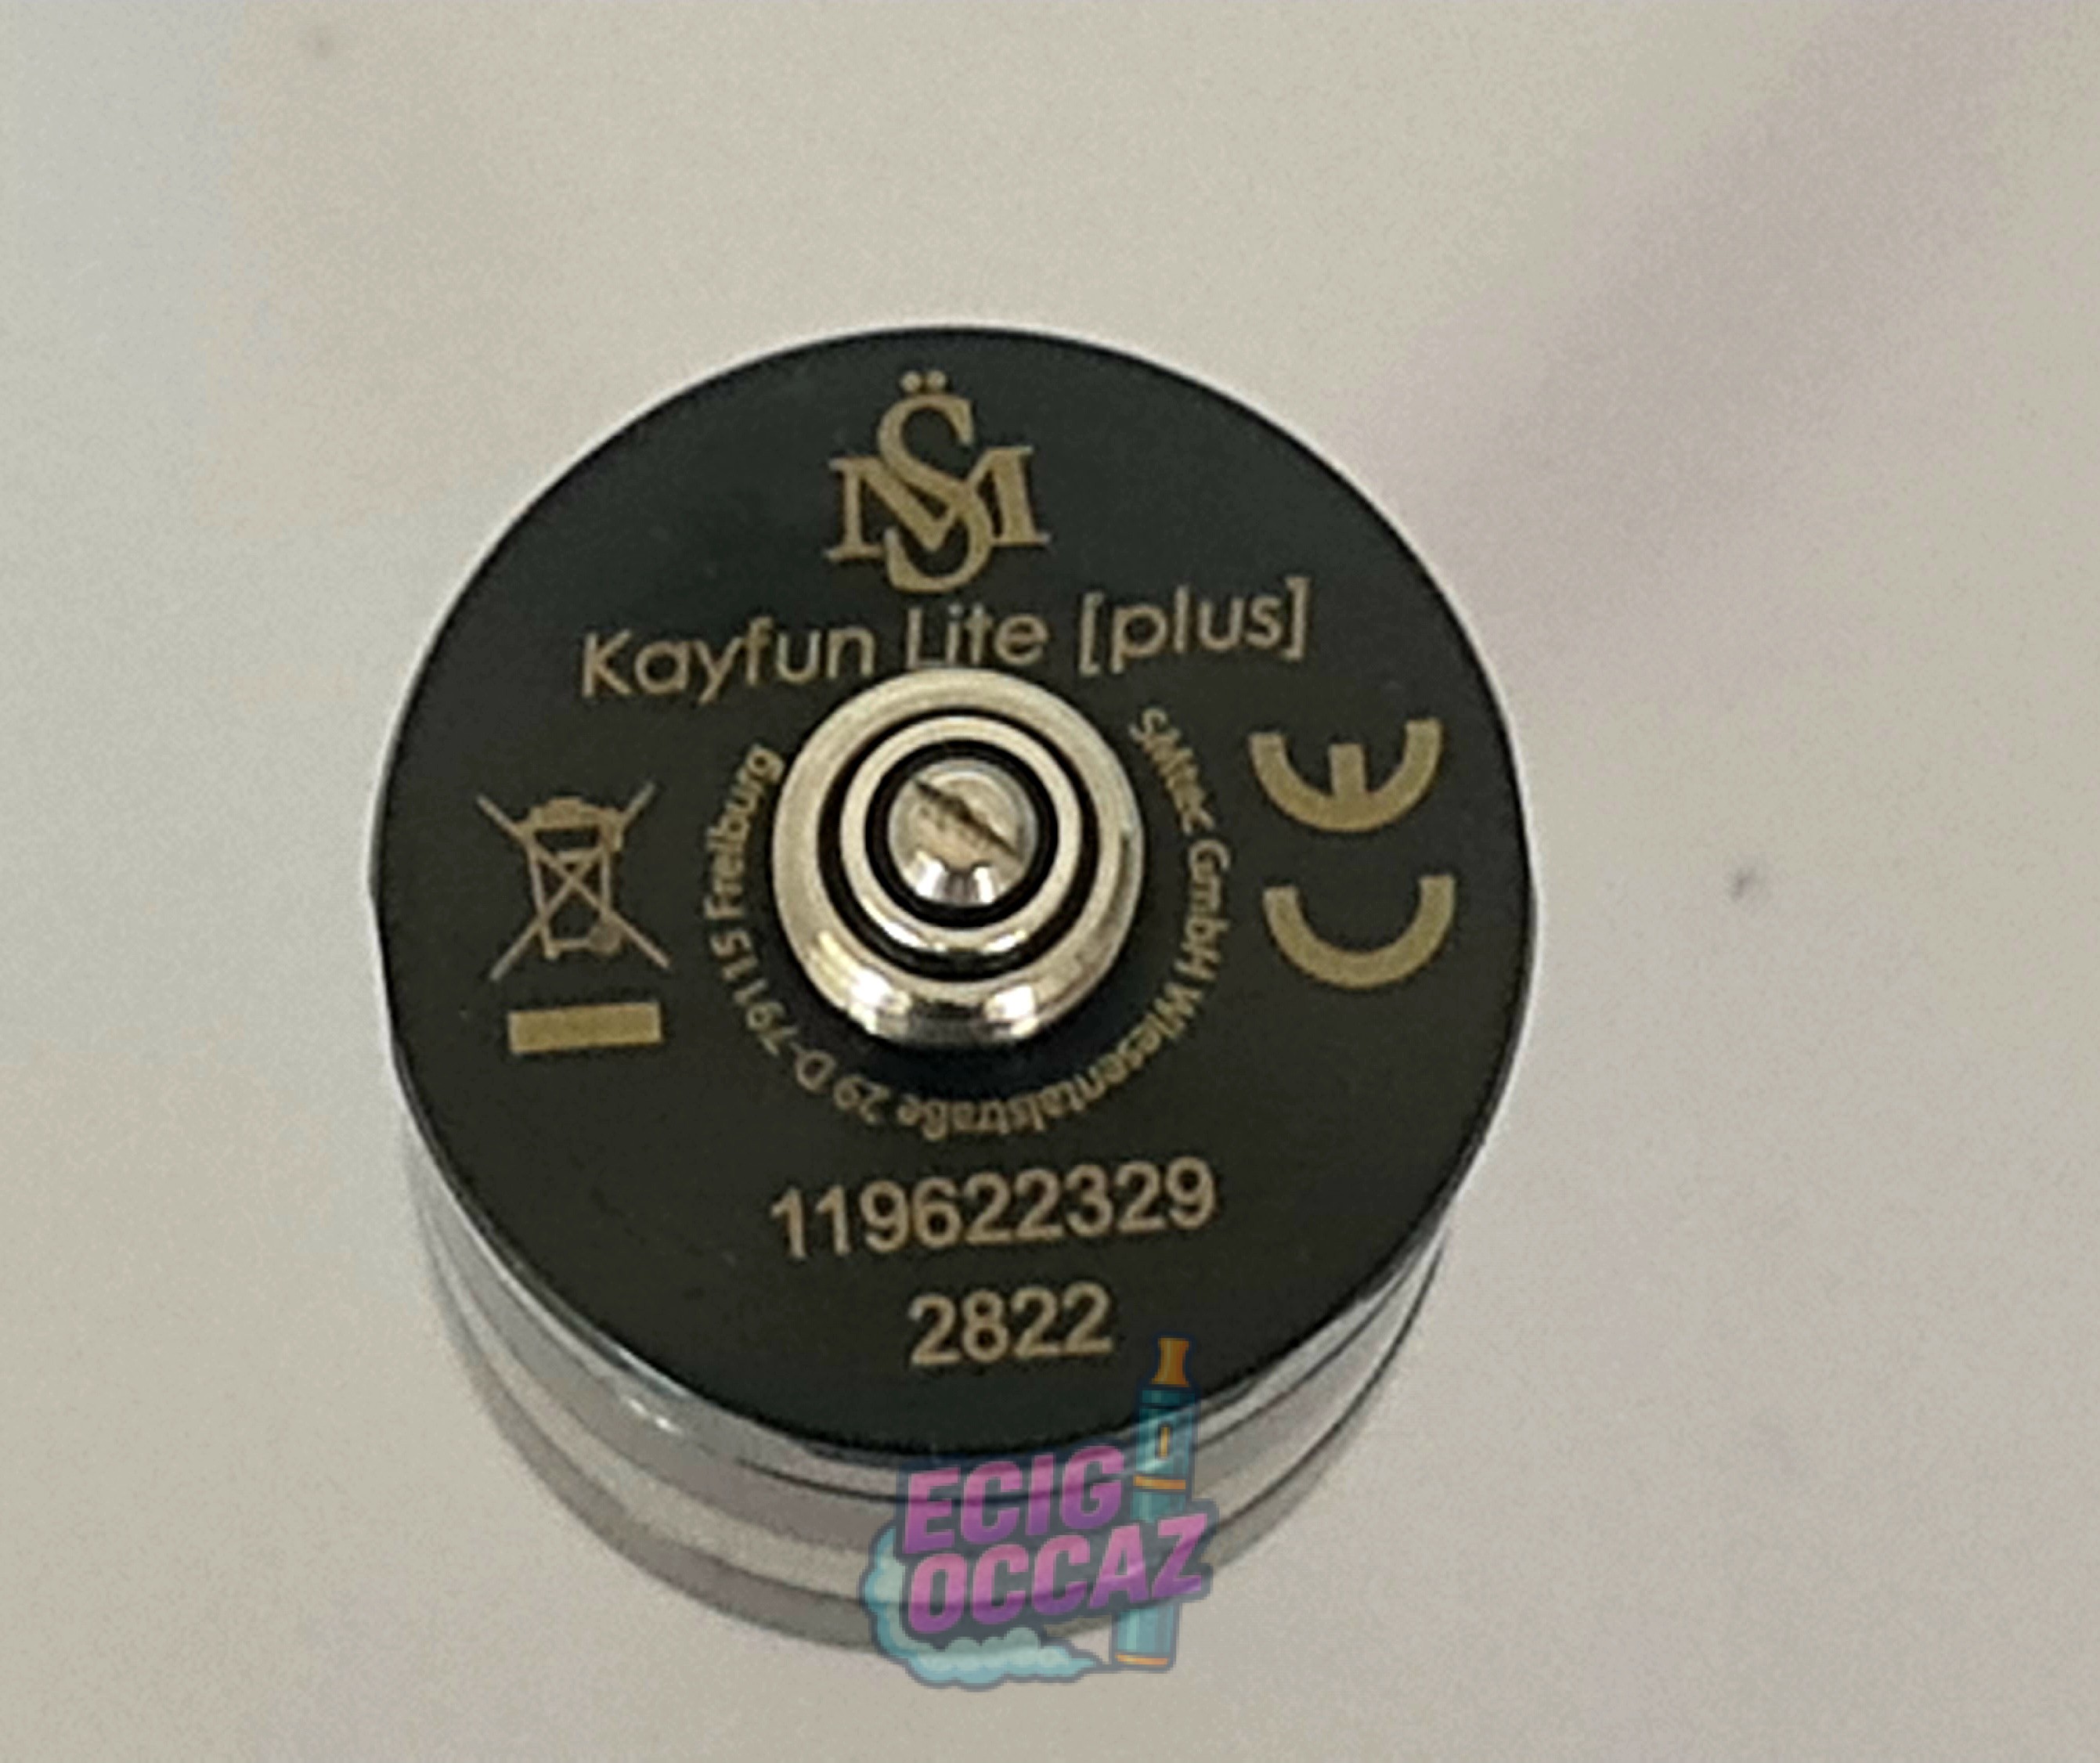 SM
Kayfun Lite [plus]
CE
SMtec GmbH Wiesentalstraße 29 D-79115 Freiburg
119622329
2822
ECIG
OCCAZ